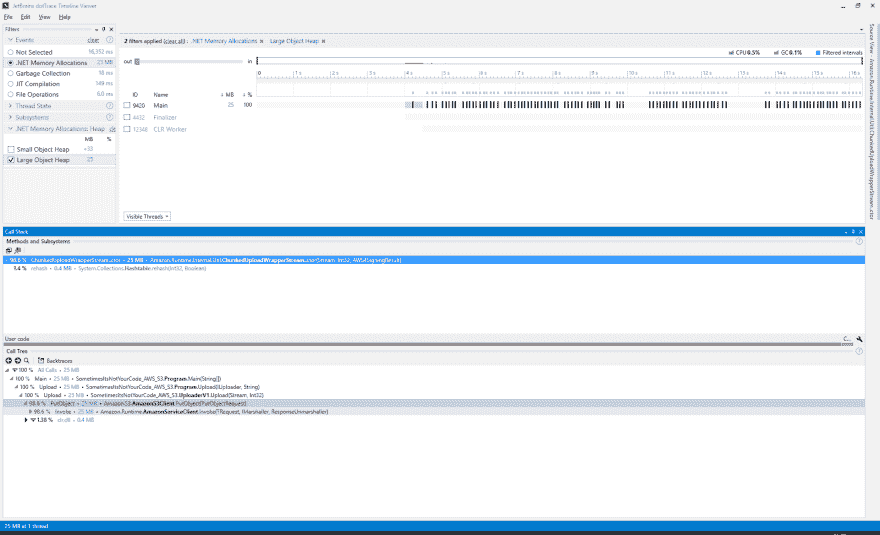 JetBrains dotTrace Timeline Viewer
File Edit View Help
Filters
Events clear
Not Selected 16,352 ms
.NET Memory Allocations 25 MB
Garbage Collection 18 ms
JIT Compilation 149 ms
File Operations 6.0 ms
Thread State
Subsystems
.NET Memory Allocations: Heap
MB %
Small Object Heap +33
Large Object Heap 25
2 filters applied (clear all) : .NET Memory Allocations × Large Object Heap ×
CPU 6.5% GC 0.1% Filtered intervals
out in
0 1 s 2 s 3 s 4 s 5 s 6 s 7 s 8 s 9 s 10 s 11 s 12 s 13 s 14 s 15 s 16 s
ID Name MB %
9420 Main 25 100
4432 Finalizer
12348 CLR Worker
Visible Threads
Source View - Amazon.Runtime.Internal.Util.ChunkedUploadWrapperStream..ctor
Call Stack
Methods and Subsystems
98.6 % ChunkedUploadWrapperStream..ctor • 25 MB • Amazon.Runtime.Internal.Util.ChunkedUploadWrapperStream..ctor(Stream, Int32, AWS4SigningResult)
1.4 % rehash • 0.4 MB • System.Collections.Hashtable.rehash(Int32, Boolean)
User code
C...
Call Tree
Backtraces
100 % All Calls • 25 MB
100 % Main • 25 MB • SometimesItsNotYourCode_AWS_S3.Program.Main(String[])
100 % Upload • 25 MB • SometimesItsNotYourCode_AWS_S3.Program.Upload(IUploader, String)
100 % Upload • 25 MB • SometimesItsNotYourCode_AWS_S3.UploaderV1.Upload(Stream, Int32)
98.6 % PutObject • 25 MB • Amazon.S3.AmazonS3Client.PutObject(PutObjectRequest)
98.6 % Invoke • 25 MB • Amazon.Runtime.AmazonServiceClient.Invoke(TRequest, IMarshaller, ResponseUnmarshaller)
1.38 % 0.4 MB
25 MB at 1 thread